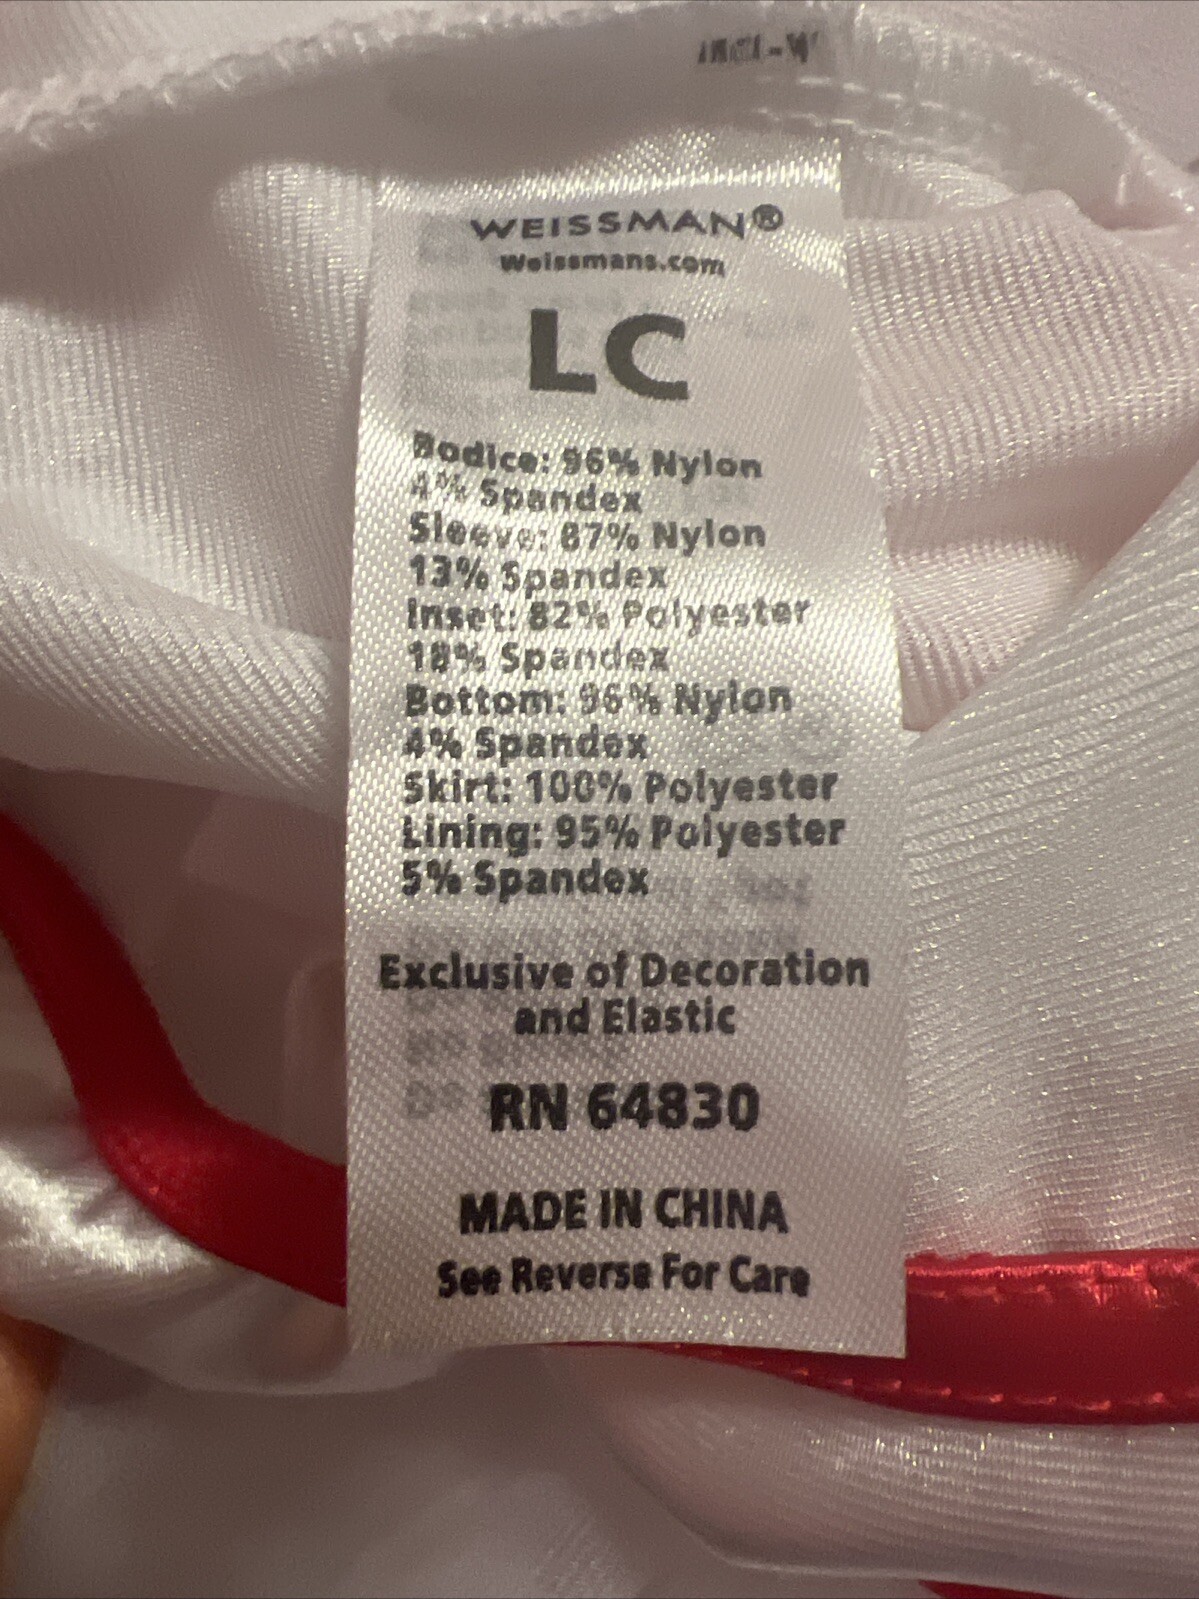 WEISSMAN®
Weissmans.com
LC
Bodice: 96% Nylon
4% Spandex
Sleeve: 87% Nylon
13% Spandex
Inset: 82% Polyester
18% Spandex
Bottom: 96% Nylon
4% Spandex
Skirt: 100% Polyester
Lining: 95% Polyester
5% Spandex
Exclusive of Decoration
and Elastic
RN 64830
MADE IN CHINA
See Reverse For Care